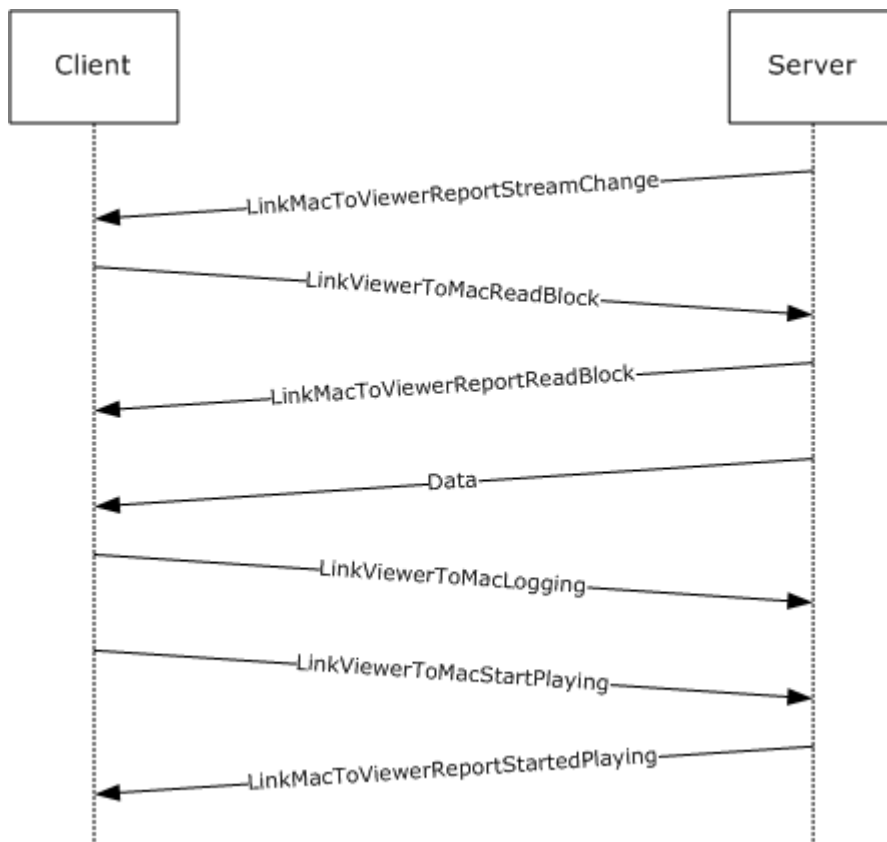 Client
Server
LinkMacToViewerReportStreamChange
LinkViewerToMacReadBlock
LinkMacToViewerReportReadBlock
Data
LinkViewerToMacLogging
LinkViewerToMacStartPlaying
LinkMacToViewerReportStartedPlaying